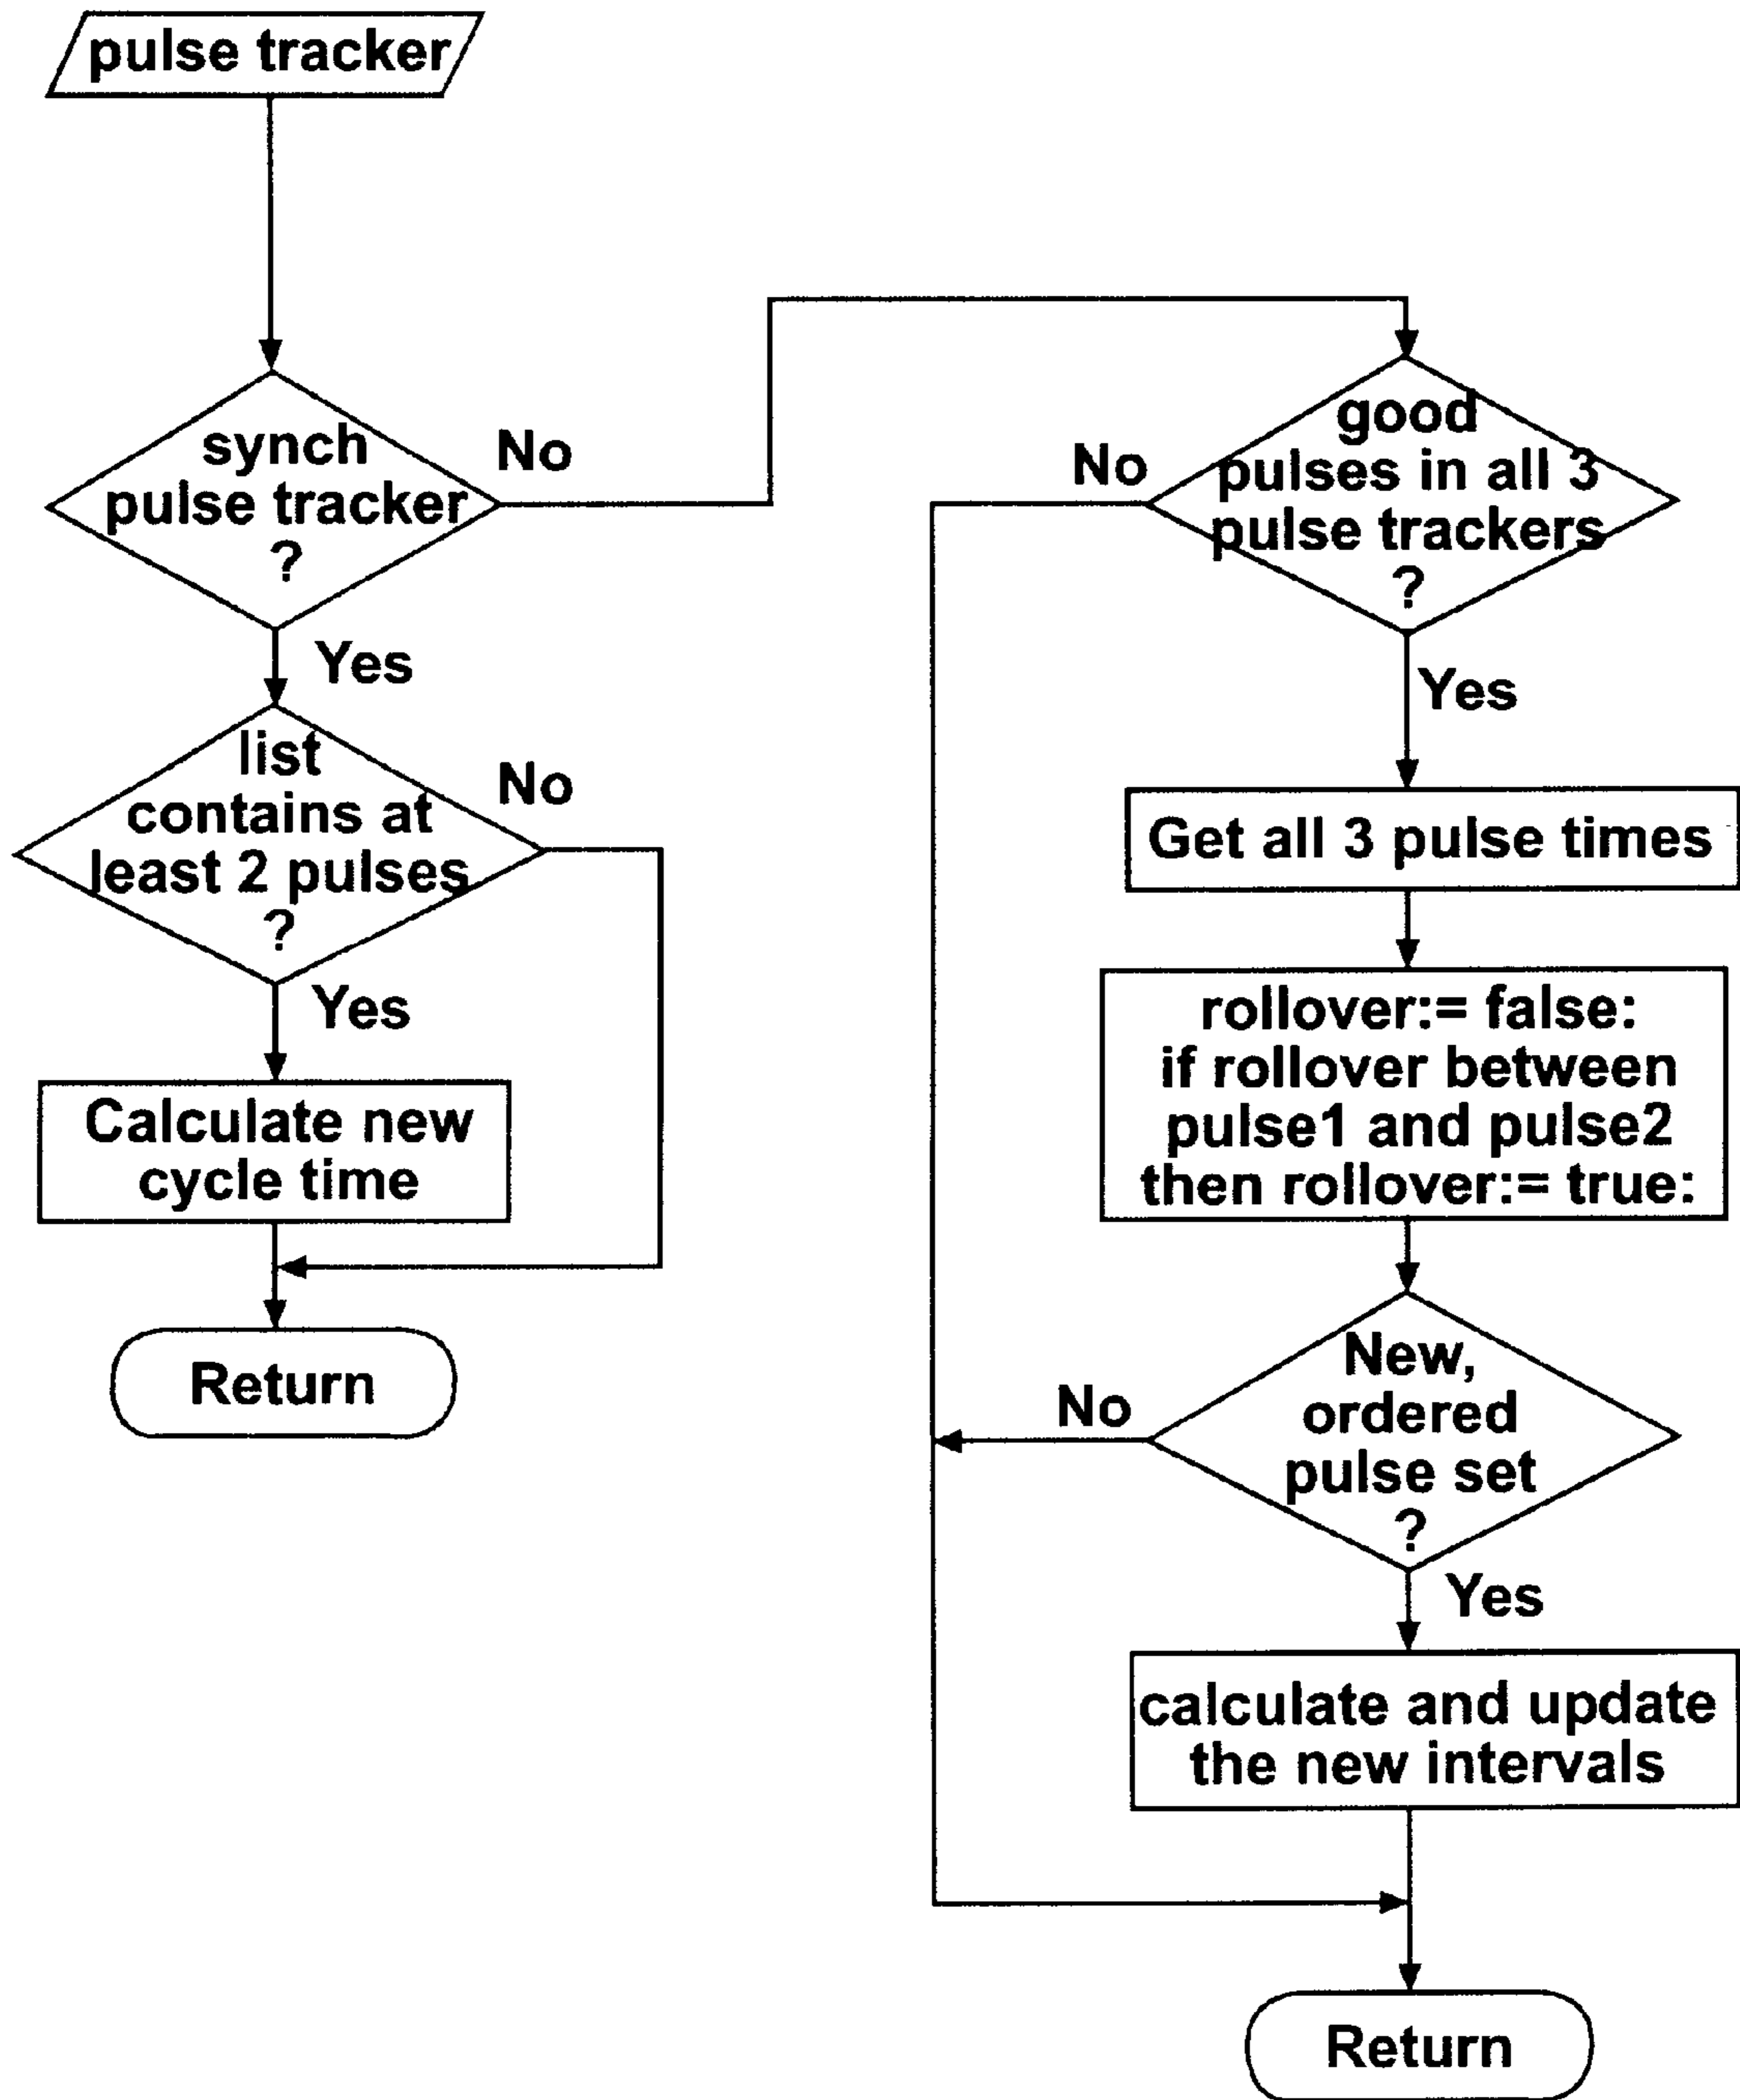 pulse tracker
synch
pulse tracker
?
No
Yes
list
contains at
least 2 pulses
?
No
Yes
Calculate new
cycle time
Return
good
pulses in all 3
pulse trackers
?
No
Yes
Get all 3 pulse times
rollover:= false:
if rollover between
pulse1 and pulse2
then rollover:= true:
New,
ordered
pulse set
?
No
Yes
calculate and update
the new intervals
Return